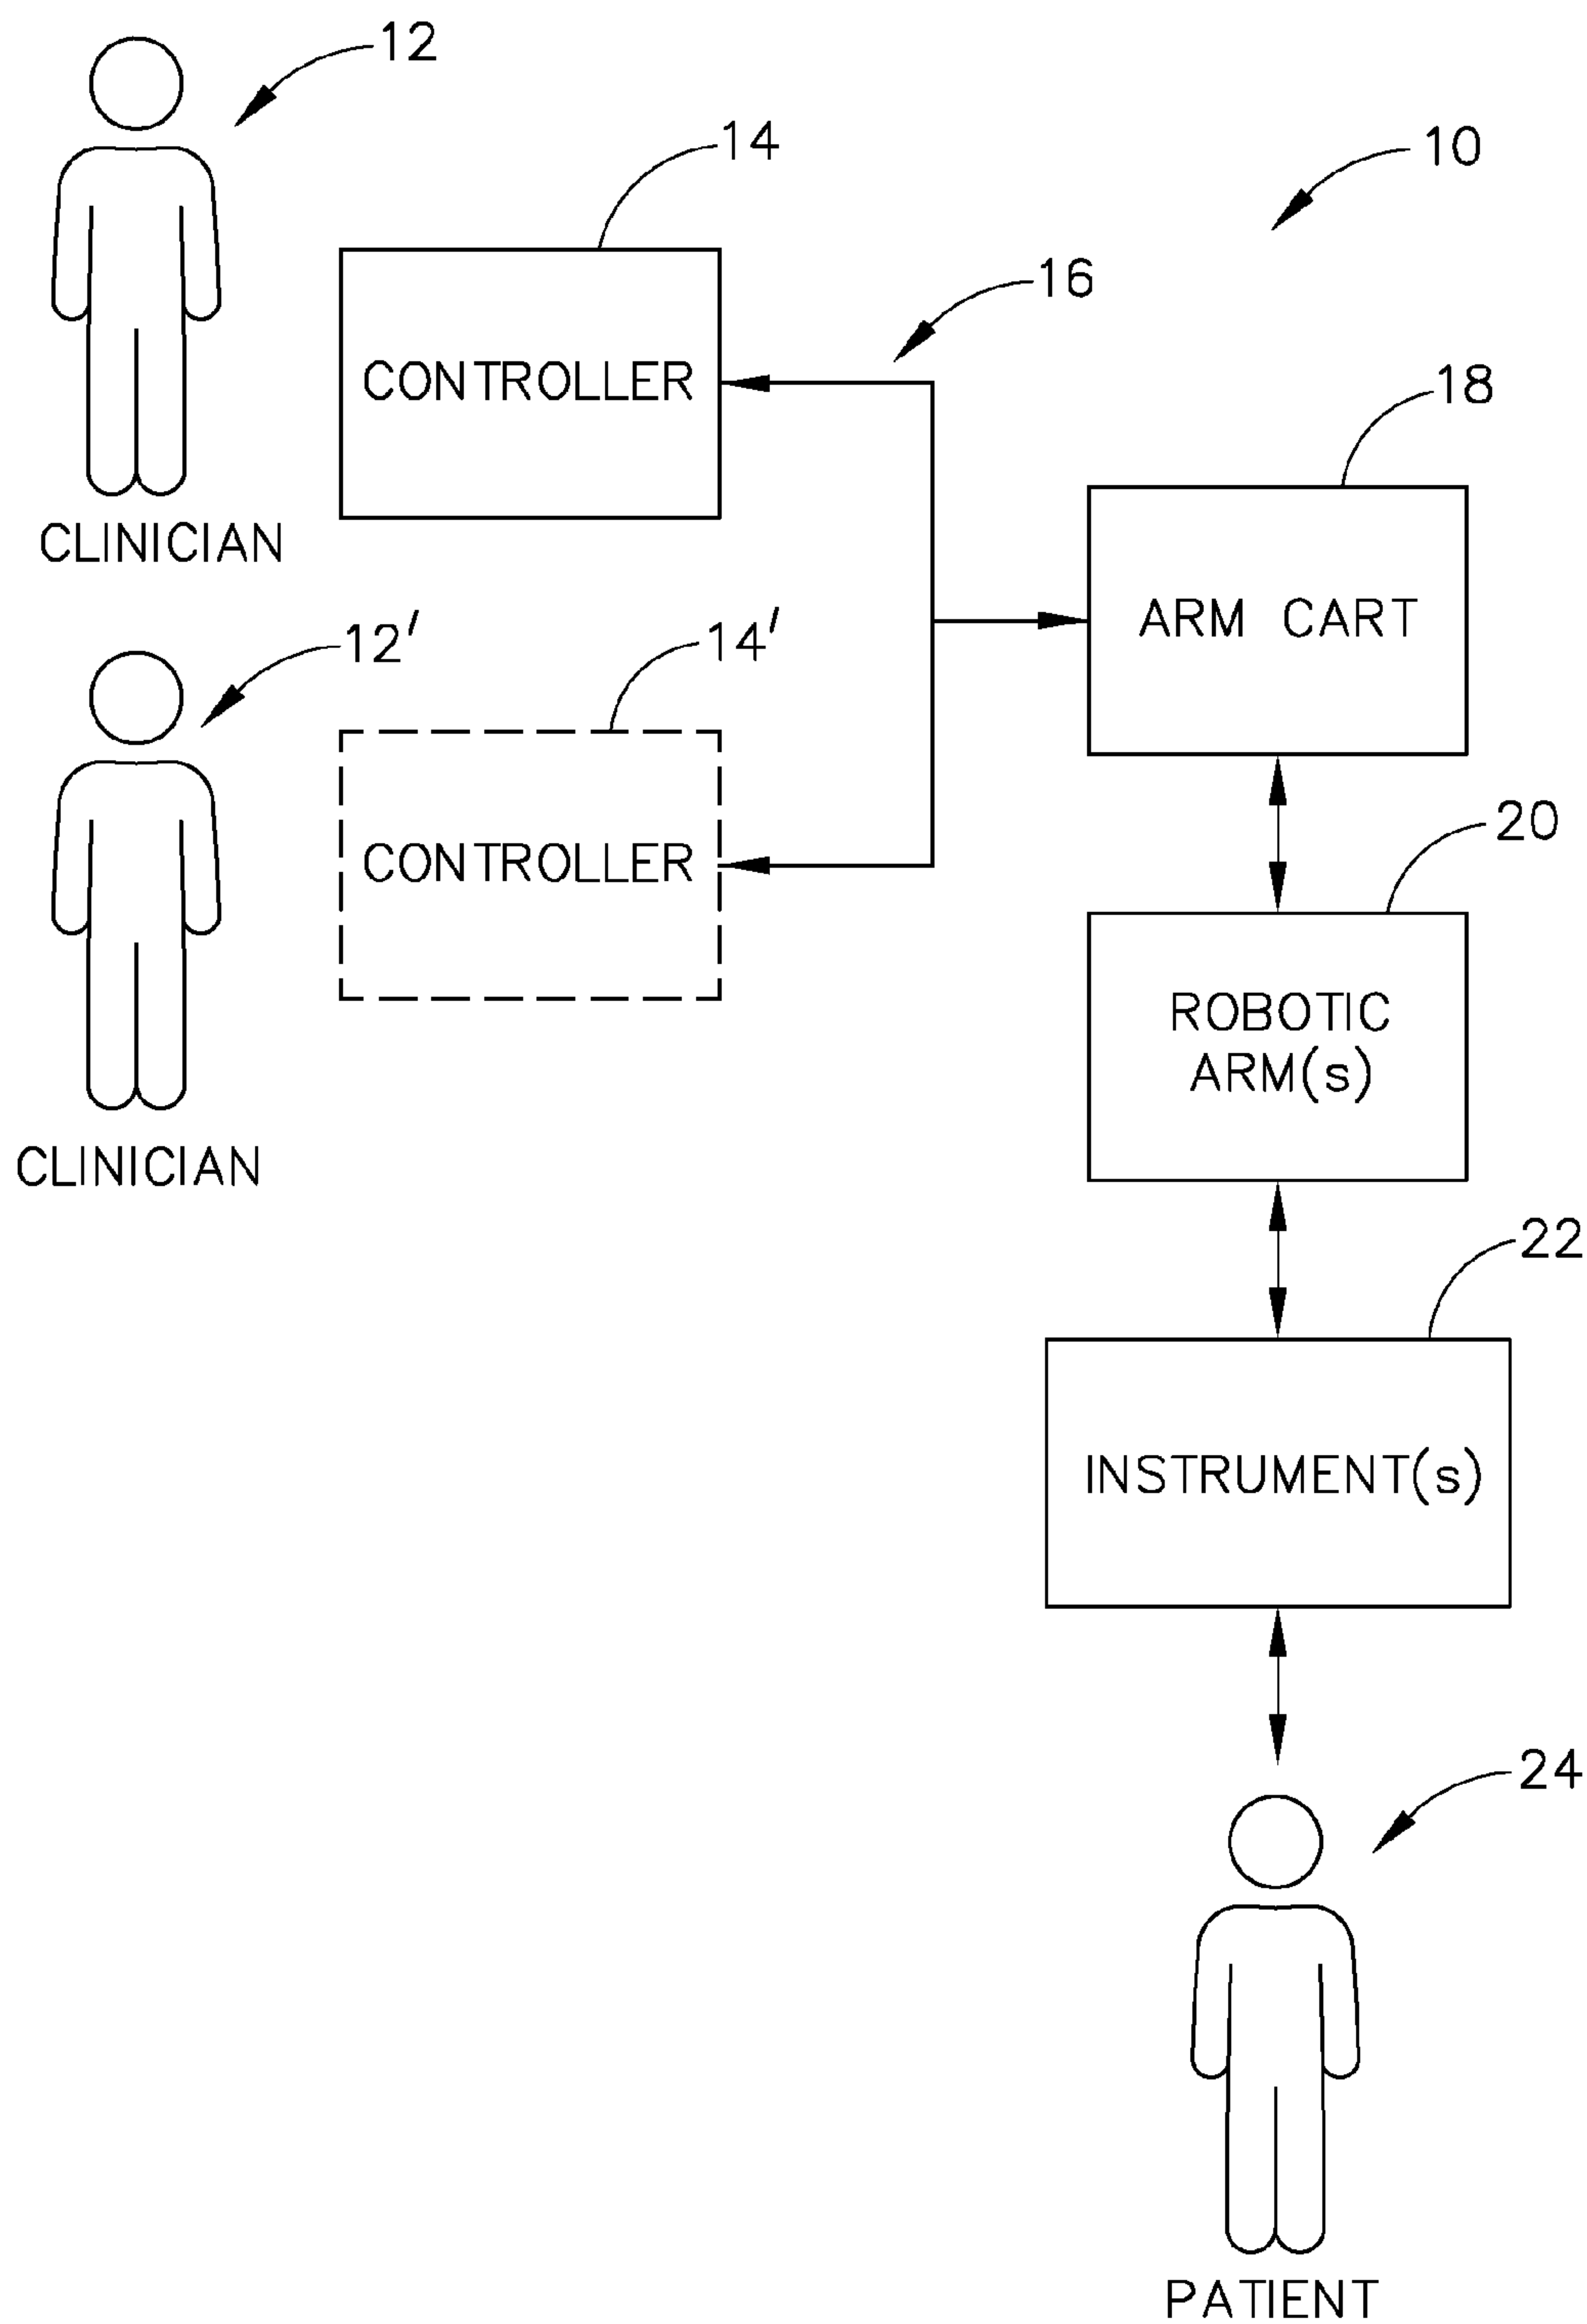 12
14
10
16
CONTROLLER
18
CLINICIAN
ARM CART
12'
14'
20
CONTROLLER
ROBOTIC
ARM(s)
CLINICIAN
22
INSTRUMENT(s)
24
PATIENT